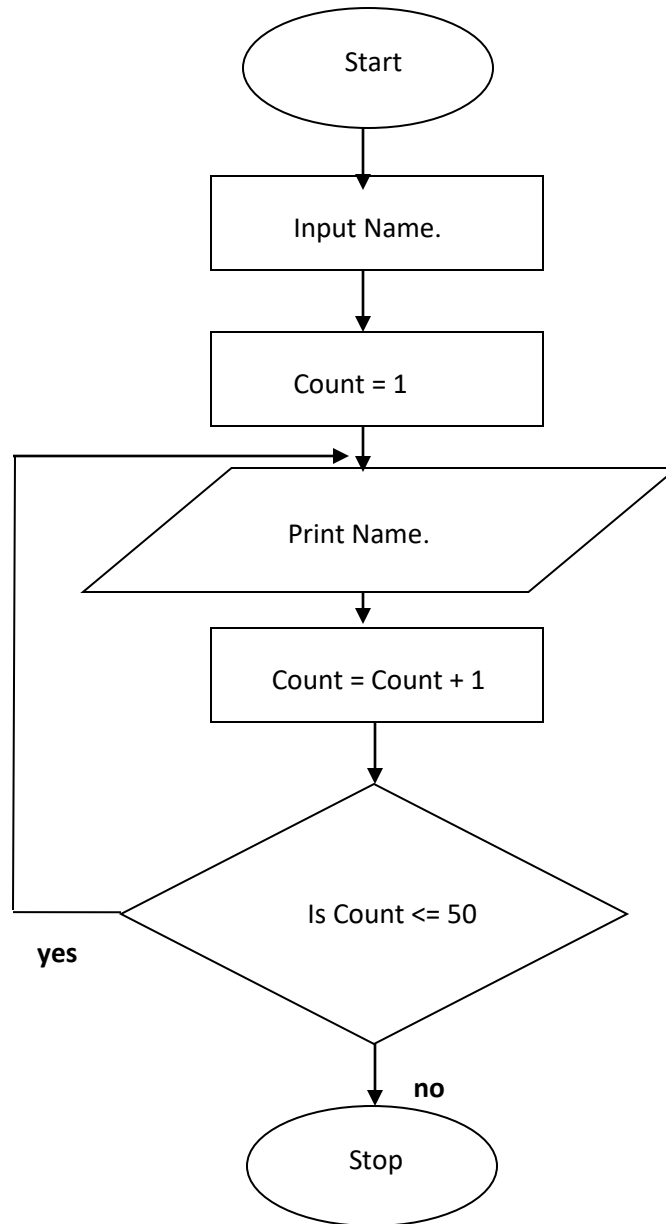 Start
Input Name.
Count = 1
Print Name.
Count = Count + 1
Is Count <= 50
yes
no
Stop